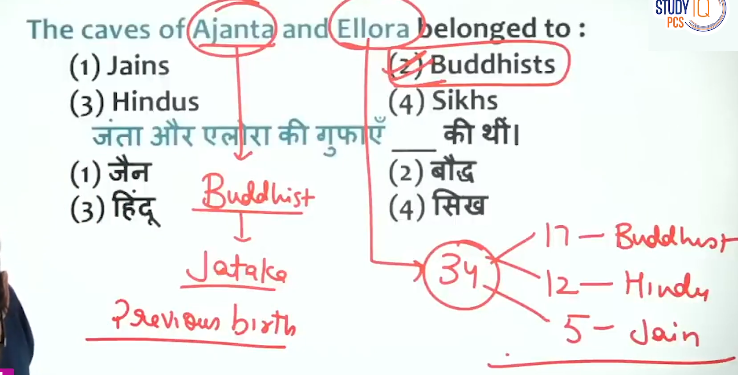 STUDY IQ
PCS
The caves of Ajanta and Ellora belonged to :
(1) Jains (2) Buddhists
(3) Hindus (4) Sikhs
जंता और एलोरा की गुफाएँ ___ की थीं।
(1) जैन (2) बौद्ध
(3) हिंदू (4) सिख
Buddhist
Jataka
Previous birth
34
17 – Buddhist
12 – Hindu
5 – Jain